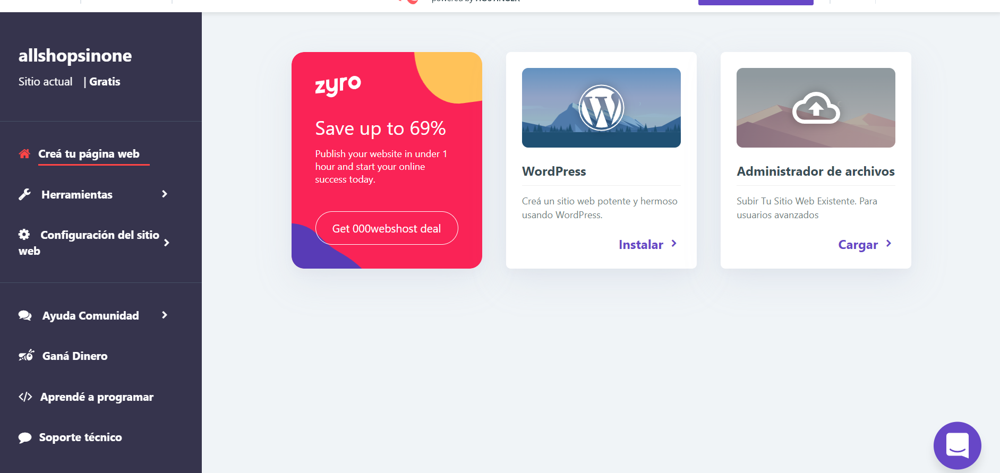 powered by HOSTINGER
allshopsinone
Sitio actual | Gratis
Creá tu página web
Herramientas
Configuración del sitio
web
Ayuda Comunidad
Ganá Dinero
Aprendé a programar
Soporte técnico
zyro
Save up to 69%
Publish your website in under 1
hour and start your online
success today.
Get 000webshost deal
WordPress
Creá un sitio web potente y hermoso
usando WordPress.
Instalar
Administrador de archivos
Subir Tu Sitio Web Existente. Para
usuarios avanzados
Cargar